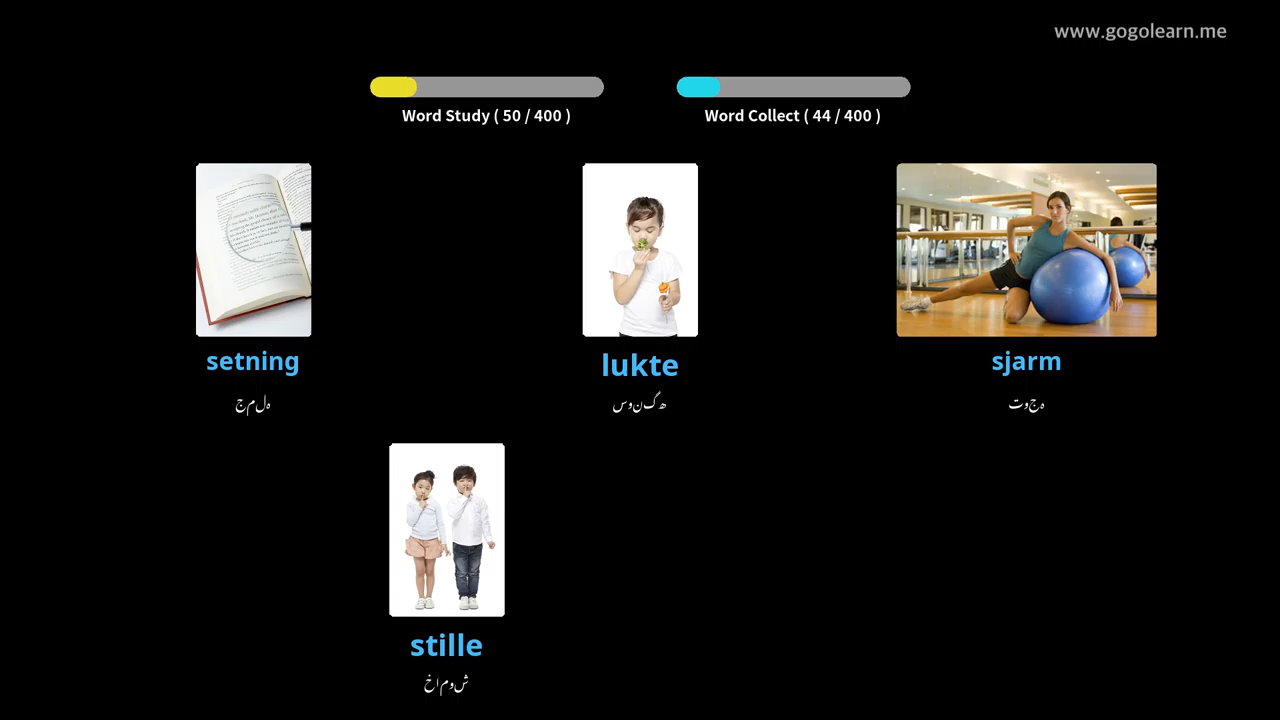 www.gogolearn.me
Word Study ( 50 / 400 )
Word Collect ( 44 / 400 )
setning
lukte
sjarm
جملہ
سونگھ
توجہ
stille
خاموش